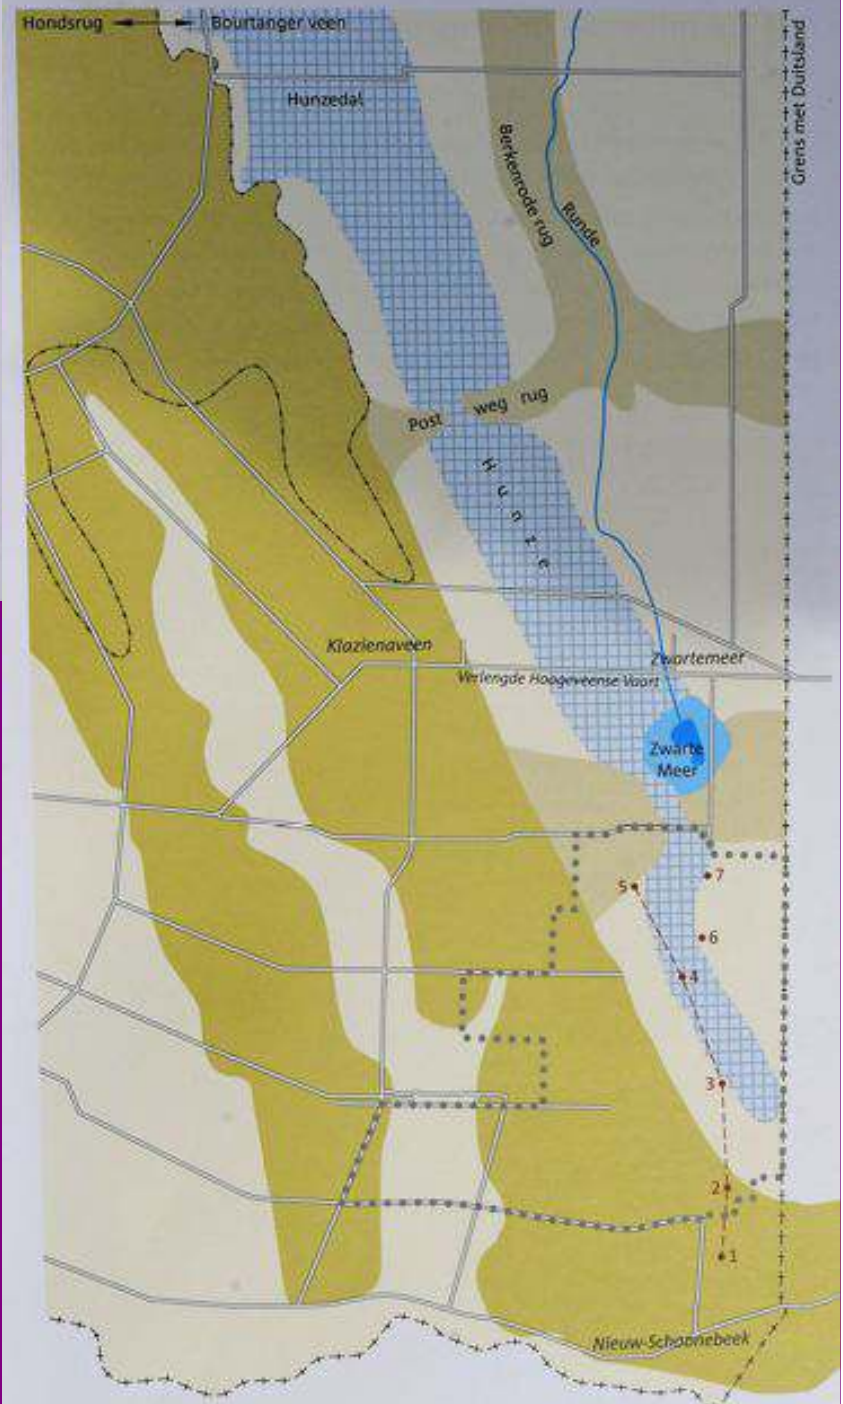 Hondsrug
Bourtanger veen
Grens met Duitsland
Hunzedal
Berkenrode rug
Runde
Post weg rug
Hunze
Klazienaveen
Zwartemeer
Verlengde Hoogeveense Vaart
Zwarte
Meer
7
5
6
4
3
2
1
Nieuw-Schoonebeek